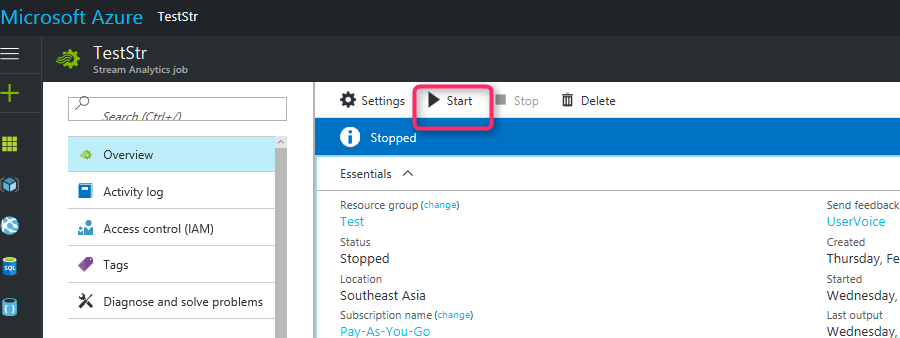 Microsoft Azure TestStr
TestStr
Stream Analytics job
Search (Ctrl+/)
Overview
Activity log
Access control (IAM)
Tags
Diagnose and solve problems
Settings Start Stop Delete
Stopped
Essentials
Resource group (change)
Test
Status
Stopped
Location
Southeast Asia
Subscription name (change)
Pay-As-You-Go
Send feedback
UserVoice
Created
Thursday, Fe
Started
Wednesday,
Last output
Wednesday,
SQL